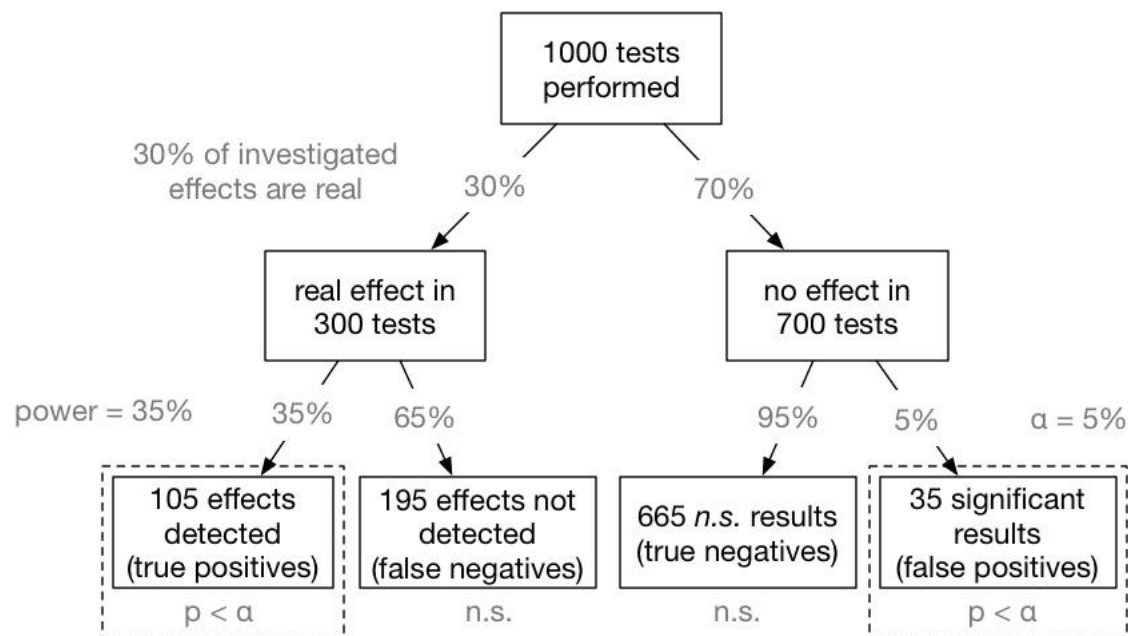 1000 tests
performed
30% of investigated
effects are real
30%
70%
real effect in
300 tests
no effect in
700 tests
power = 35%
35%
65%
95%
5%
α = 5%
105 effects
detected
(true positives)
195 effects not
detected
(false negatives)
665 n.s. results
(true negatives)
35 significant
results
(false positives)
p < α
n.s.
n.s.
p < α